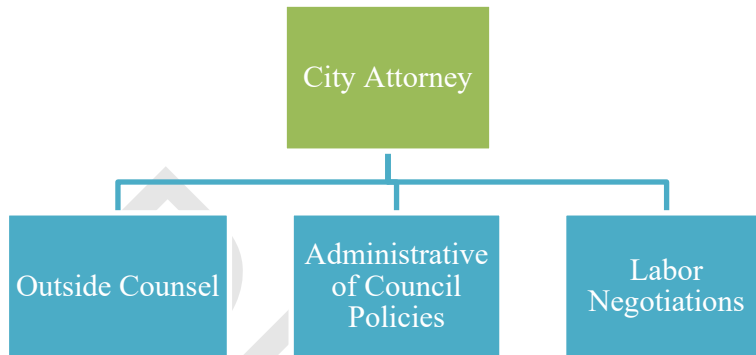 City Attorney
Outside Counsel
Administrative
of Council
Policies
Labor
Negotiations